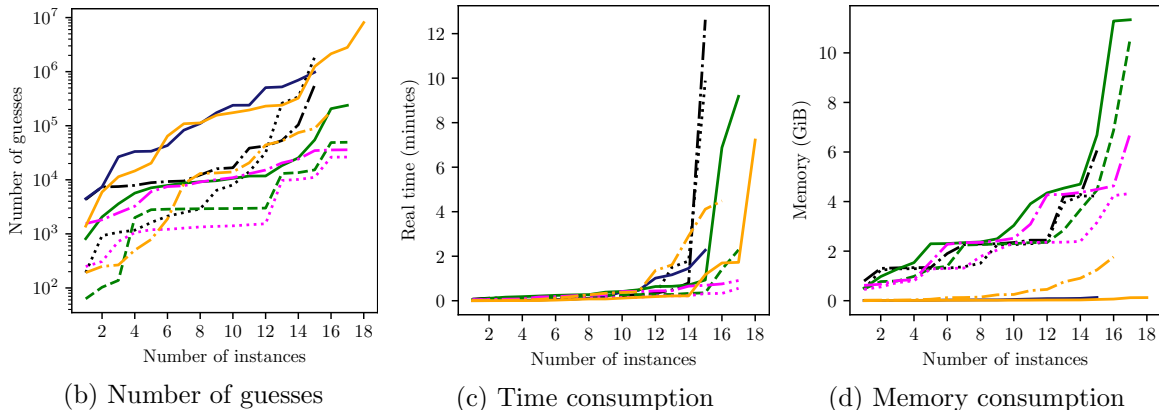 10^7
10^6
10^5
10^4
10^3
10^2
Number of guesses
2 4 6 8 10 12 14 16 18
Number of instances
(b) Number of guesses
12
10
8
6
4
2
0
Real time (minutes)
2 4 6 8 10 12 14 16 18
Number of instances
(c) Time consumption
10
8
6
4
2
0
Memory (GiB)
2 4 6 8 10 12 14 16 18
Number of instances
(d) Memory consumption